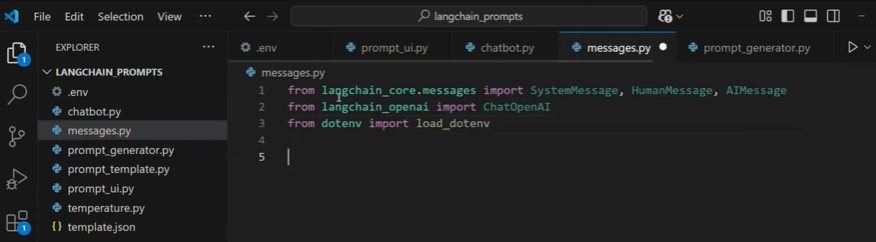 File Edit Selection View ... langchain_prompts
EXPLORER ...
.env prompt_ui.py chatbot.py messages.py prompt_generator.py
LANGCHAIN_PROMPTS
.env
chatbot.py
messages.py
prompt_generator.py
prompt_template.py
prompt_ui.py
temperature.py
{} template.json
messages.py
1 from langchain_core.messages import SystemMessage, HumanMessage, AIMessage
2 from langchain_openai import ChatOpenAI
3 from dotenv import load_dotenv
4
5
1
1